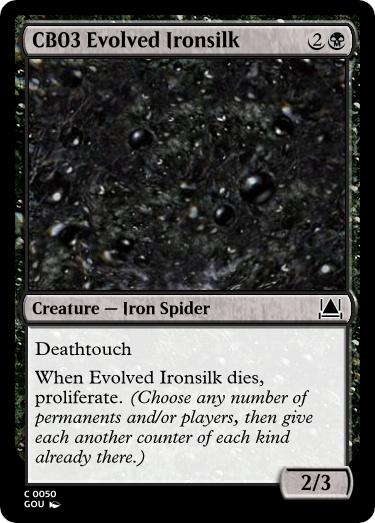 CB03 Evolved Ironsilk 2
Creature — Iron Spider
Deathtouch
When Evolved Ironsilk dies,
proliferate. (Choose any number of
permanents and/or players, then give
each another counter of each kind
already there.)
2/3
C 0050
GOU